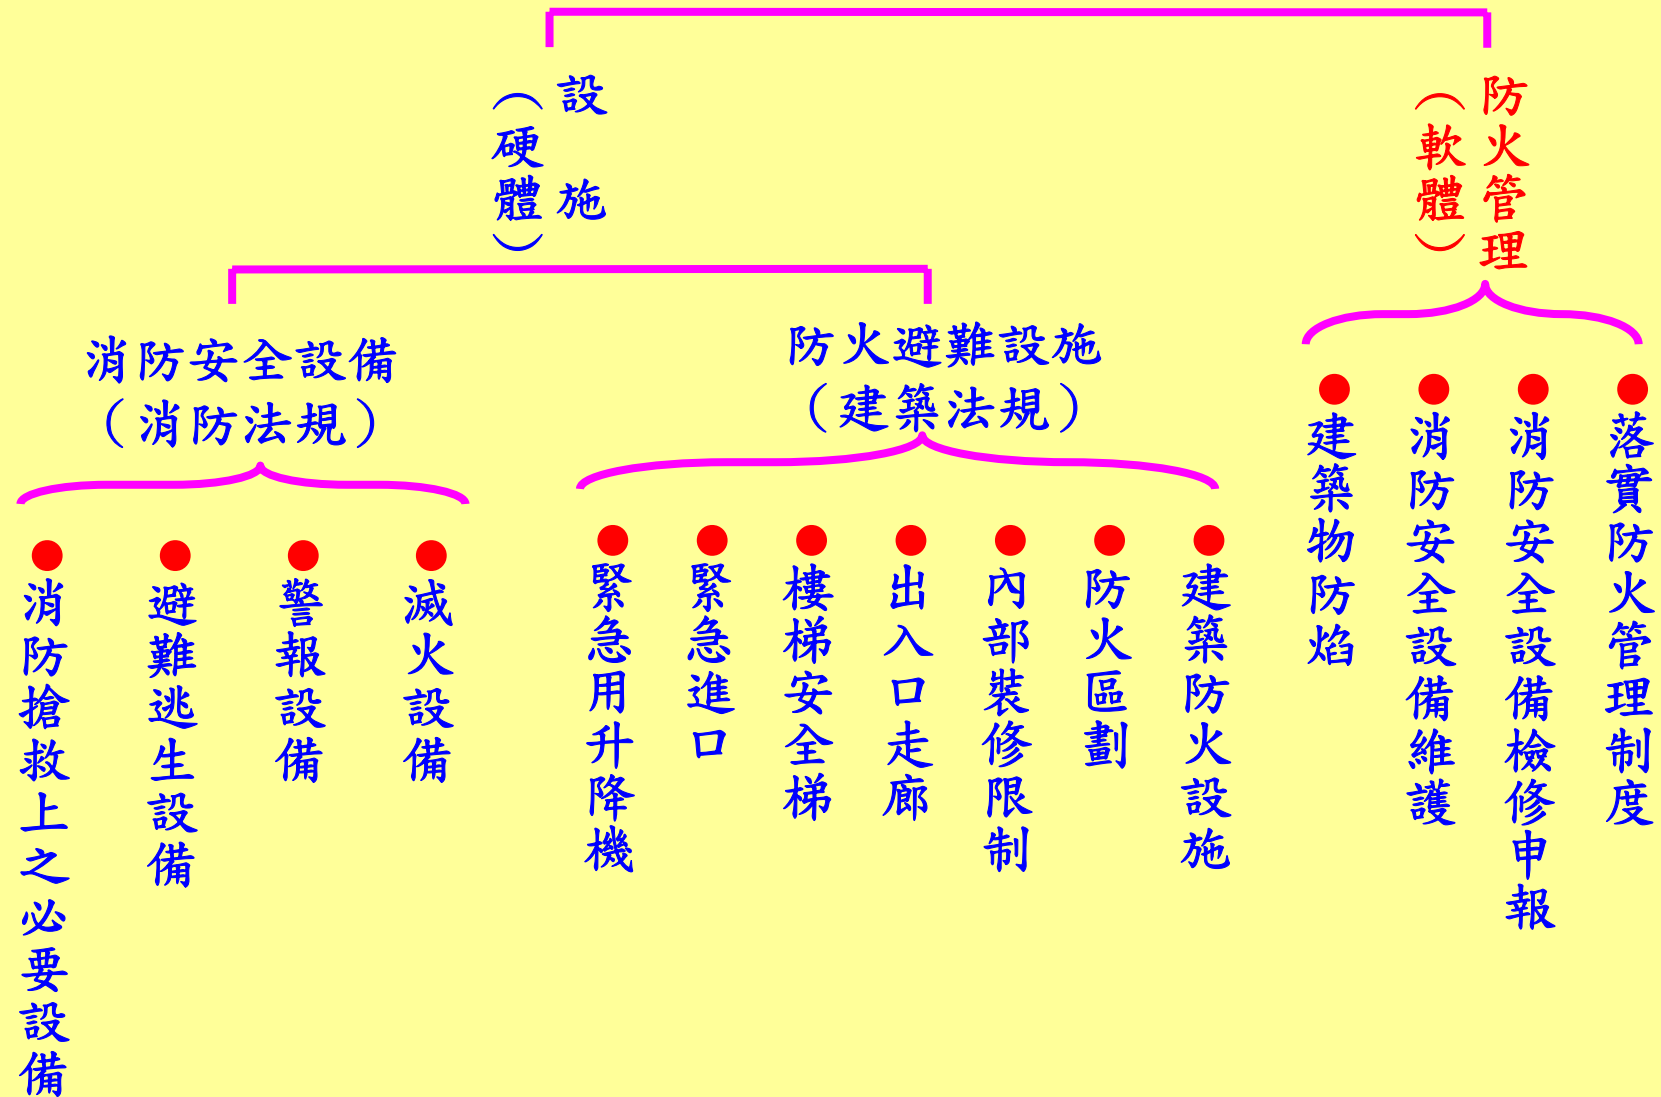 防火管理
（軟體）
落實防火管理制度
消防安全設備檢修申報
消防安全設備維護
建築物防焰
設施
（硬體）
防火避難設施
（建築法規）
建築防火設施
防火區劃
內部裝修限制
出入口走廊
樓梯安全梯
緊急進口
緊急用升降機
消防安全設備
（消防法規）
滅火設備
警報設備
避難逃生設備
消防搶救上之必要設備